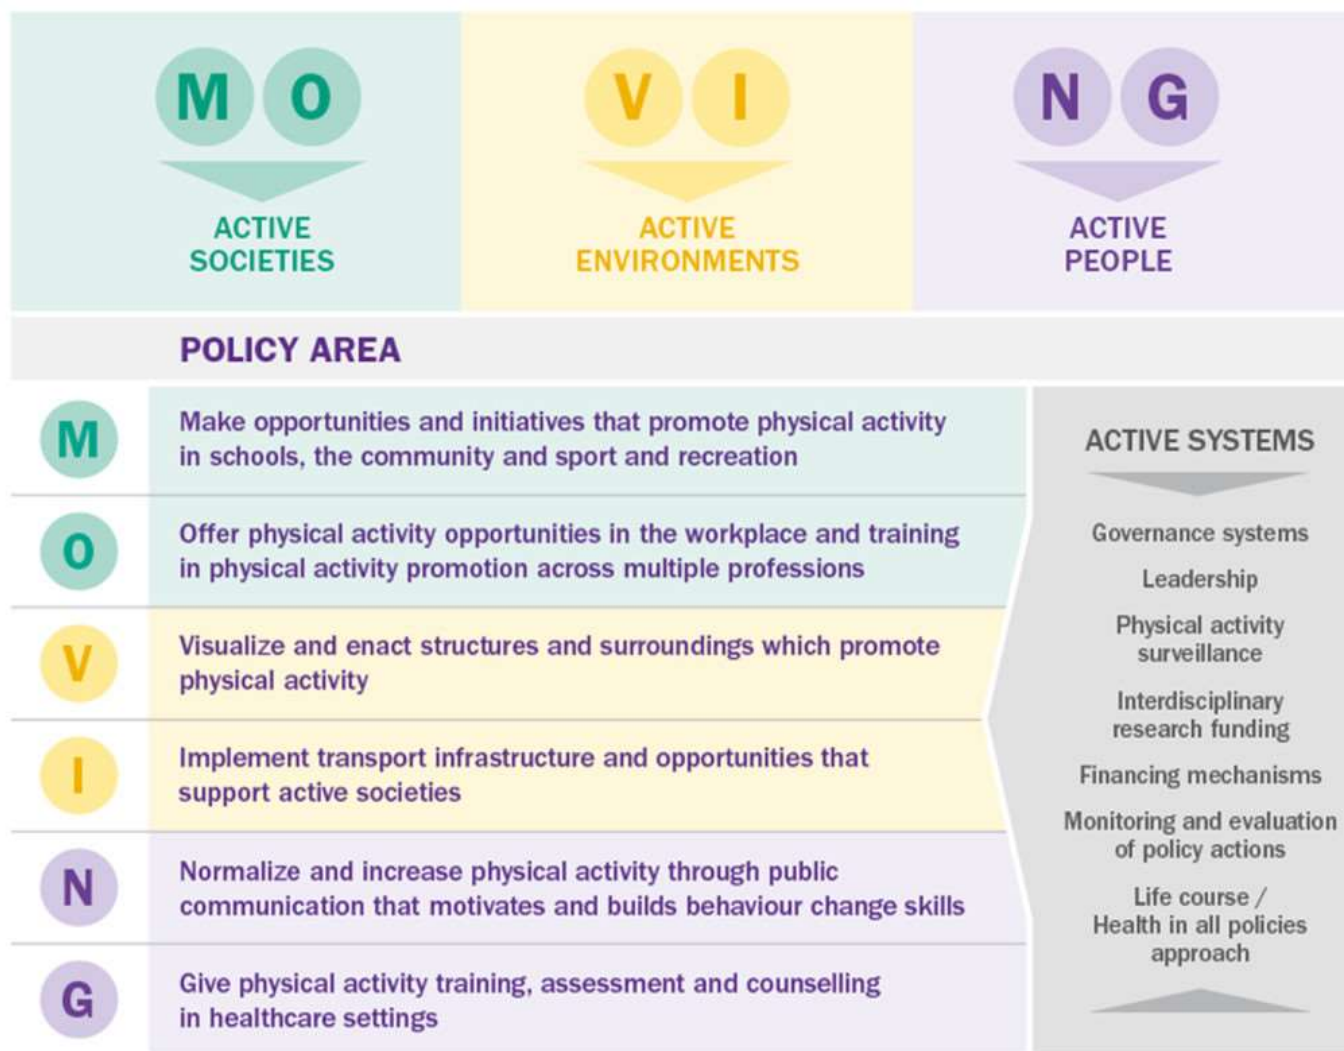 M O
ACTIVE
SOCIETIES
V I
ACTIVE
ENVIRONMENTS
N G
ACTIVE
PEOPLE
POLICY AREA
M
Make opportunities and initiatives that promote physical activity
in schools, the community and sport and recreation
O
Offer physical activity opportunities in the workplace and training
in physical activity promotion across multiple professions
V
Visualize and enact structures and surroundings which promote
physical activity
I
Implement transport infrastructure and opportunities that
support active societies
N
Normalize and increase physical activity through public
communication that motivates and builds behaviour change skills
G
Give physical activity training, assessment and counselling
in healthcare settings
ACTIVE SYSTEMS
Governance systems
Leadership
Physical activity
surveillance
Interdisciplinary
research funding
Financing mechanisms
Monitoring and evaluation
of policy actions
Life course /
Health in all policies
approach